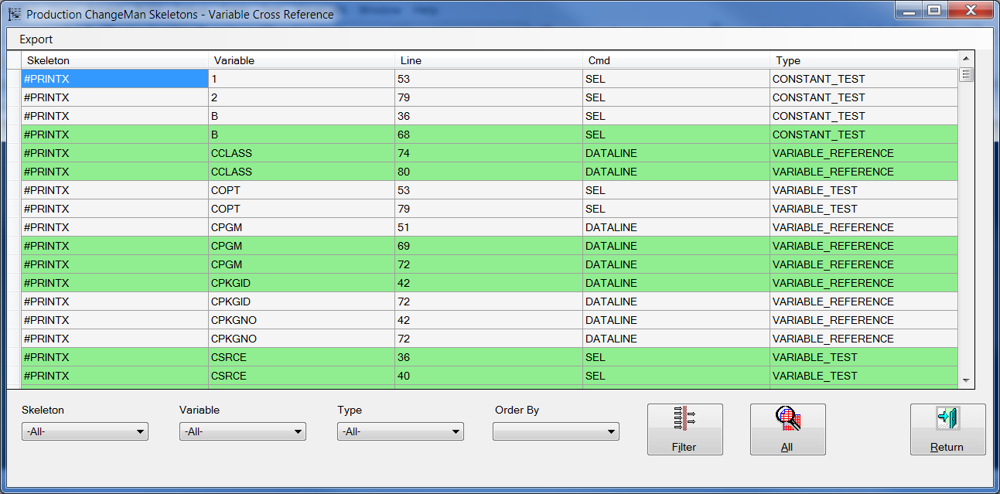 Production ChangeMan Skeletons - Variable Cross Reference
Export
Skeleton Variable Line Cmd Type
#PRINTX 1 53 SEL CONSTANT_TEST
#PRINTX 2 79 SEL CONSTANT_TEST
#PRINTX B 36 SEL CONSTANT_TEST
#PRINTX B 68 SEL CONSTANT_TEST
#PRINTX CCLASS 74 DATALINE VARIABLE_REFERENCE
#PRINTX CCLASS 80 DATALINE VARIABLE_REFERENCE
#PRINTX COPT 53 SEL VARIABLE_TEST
#PRINTX COPT 79 SEL VARIABLE_TEST
#PRINTX CPGM 51 DATALINE VARIABLE_REFERENCE
#PRINTX CPGM 69 DATALINE VARIABLE_REFERENCE
#PRINTX CPGM 72 DATALINE VARIABLE_REFERENCE
#PRINTX CPKGID 42 DATALINE VARIABLE_REFERENCE
#PRINTX CPKGID 72 DATALINE VARIABLE_REFERENCE
#PRINTX CPKGNO 42 DATALINE VARIABLE_REFERENCE
#PRINTX CPKGNO 72 DATALINE VARIABLE_REFERENCE
#PRINTX CSRCE 36 SEL VARIABLE_TEST
#PRINTX CSRCE 40 SEL VARIABLE_TEST
Skeleton Variable Type Order By
-All- -All- -All-
Filter All Return